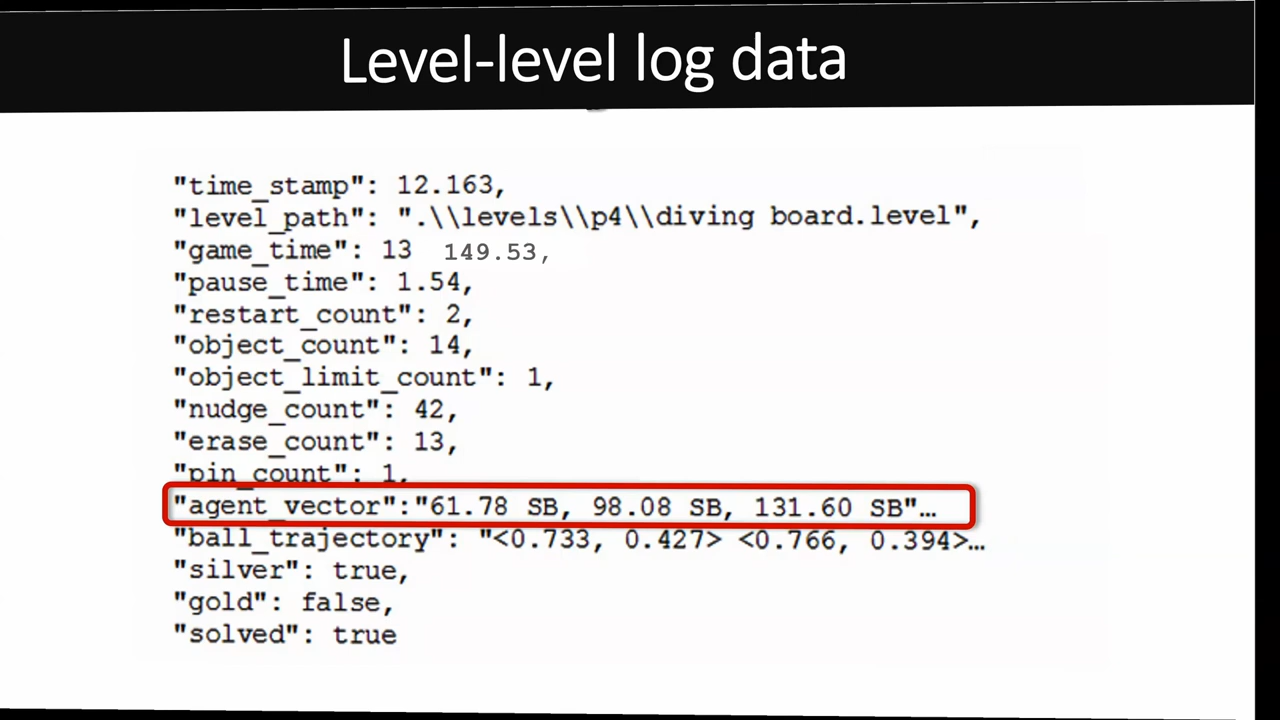 Level-level log data
"time_stamp": 12.163,
"level_path": ".\\levels\\p4\\diving board.level",
"game_time": 13 149.53,
"pause_time": 1.54,
"restart_count": 2,
"object_count": 14,
"object_limit_count": 1,
"nudge_count": 42,
"erase_count": 13,
"pin_count": 1,
"agent_vector":"61.78 SB, 98.08 SB, 131.60 SB"…
"ball_trajectory": "<0.733, 0.427> <0.766, 0.394>…
"silver": true,
"gold": false,
"solved": true